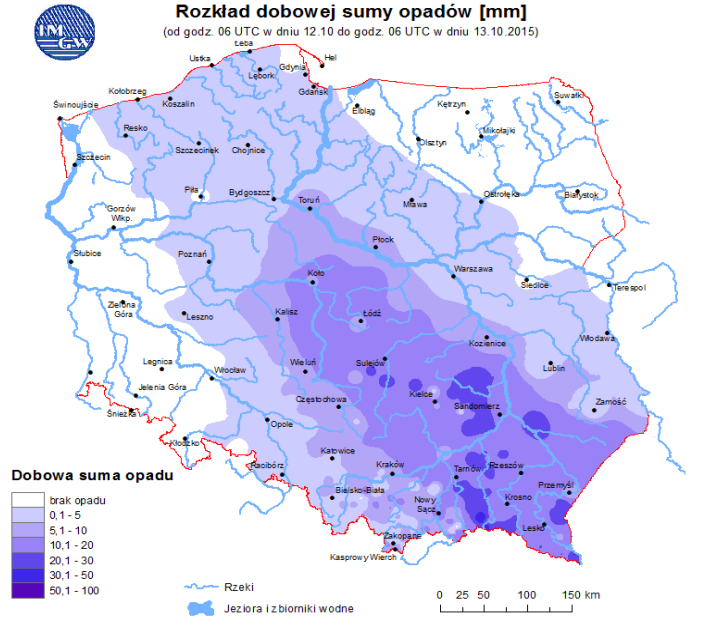 Rozkład dobowej sumy opadów [mm]
(od godz. 06 UTC w dniu 12.10 do godz. 06 UTC w dniu 13.10.2015)
IM
GW
Łeba
Hel
Ustka
Lębork
Gdynia
Gdańsk
Suwałki
Kołobrzeg
Koszalin
Elbląg
Kętrzyn
Świnoujście
Resko
Mikołajki
Olsztyn
Szczecinek
Chojnice
Szczecin
Piła
Bydgoszcz
Toruń
Mława
Ostrołęka
Białystok
Gorzów
Wlkp.
Płock
Słubice
Poznań
Koło
Warszawa
Siedlce
Terespol
Zielona
Góra
Leszno
Kalisz
Łódź
Kozienice
Włodawa
Legnica
Wrocław
Wieluń
Sulejów
Lublin
Jelenia Góra
Śnieżka
Częstochowa
Kielce
Sandomierz
Zamość
Kłodzko
Opole
Katowice
Racibórz
Kraków
Tarnów
Rzeszów
Przemyśl
Bielsko-Biała
Nowy
Sącz
Krosno
Lesko
Zakopane
Kasprowy Wierch
Dobowa suma opadu
brak opadu
0,1 - 5
5,1 - 10
10,1 - 20
20,1 - 30
30,1 - 50
50,1 - 100
Rzeki
Jeziora i zbiorniki wodne
0 25 50 100 150 km